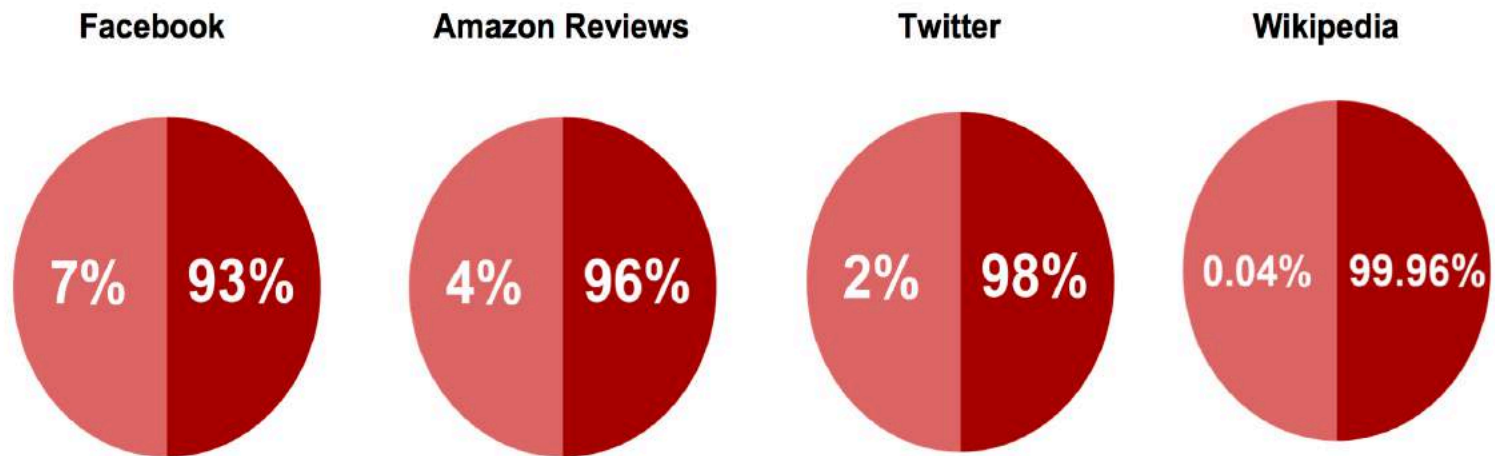 Facebook
Amazon Reviews
Twitter
Wikipedia
7% 93%
4% 96%
2% 98%
0.04% 99.96%